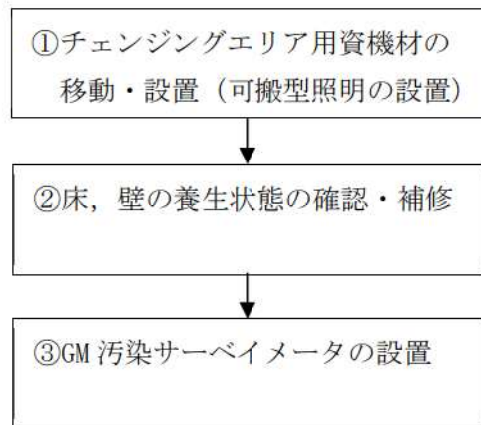 ①チェンジングエリア用資機材の
移動・設置（可搬型照明の設置）
②床，壁の養生状態の確認・補修
③GM 汚染サーベイメータの設置